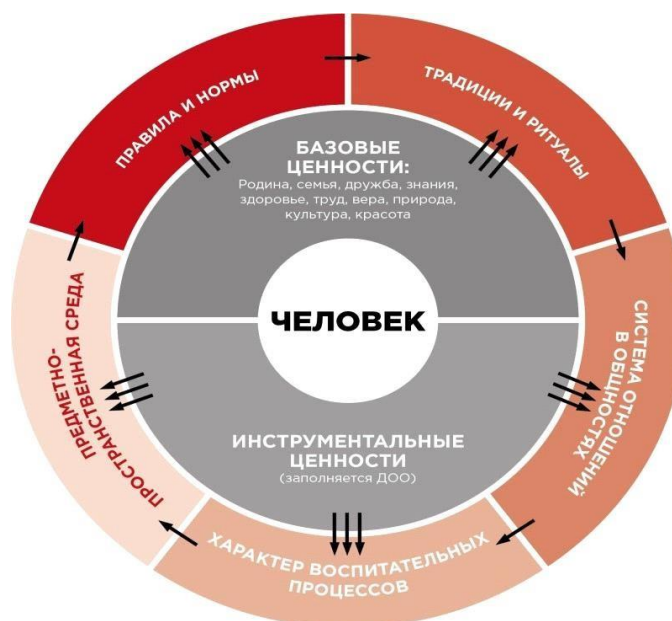 ПРАВИЛА И НОРМЫ
ТРАДИЦИИ И РИТУАЛЫ
БАЗОВЫЕ
ЦЕННОСТИ:
Родина, семья, дружба, знания,
здоровье, труд, вера, природа,
культура, красота
ЧЕЛОВЕК
СИСТЕМА ОТНОШЕНИЙ
В ОБЩНОСТЯХ
ПРЕДМЕТНО-
ПРОСТРАНСТВЕННАЯ СРЕДА
ИНСТРУМЕНТАЛЬНЫЕ
ЦЕННОСТИ
(заполняется ДОО)
ХАРАКТЕР ВОСПИТАТЕЛЬНЫХ
ПРОЦЕССОВ